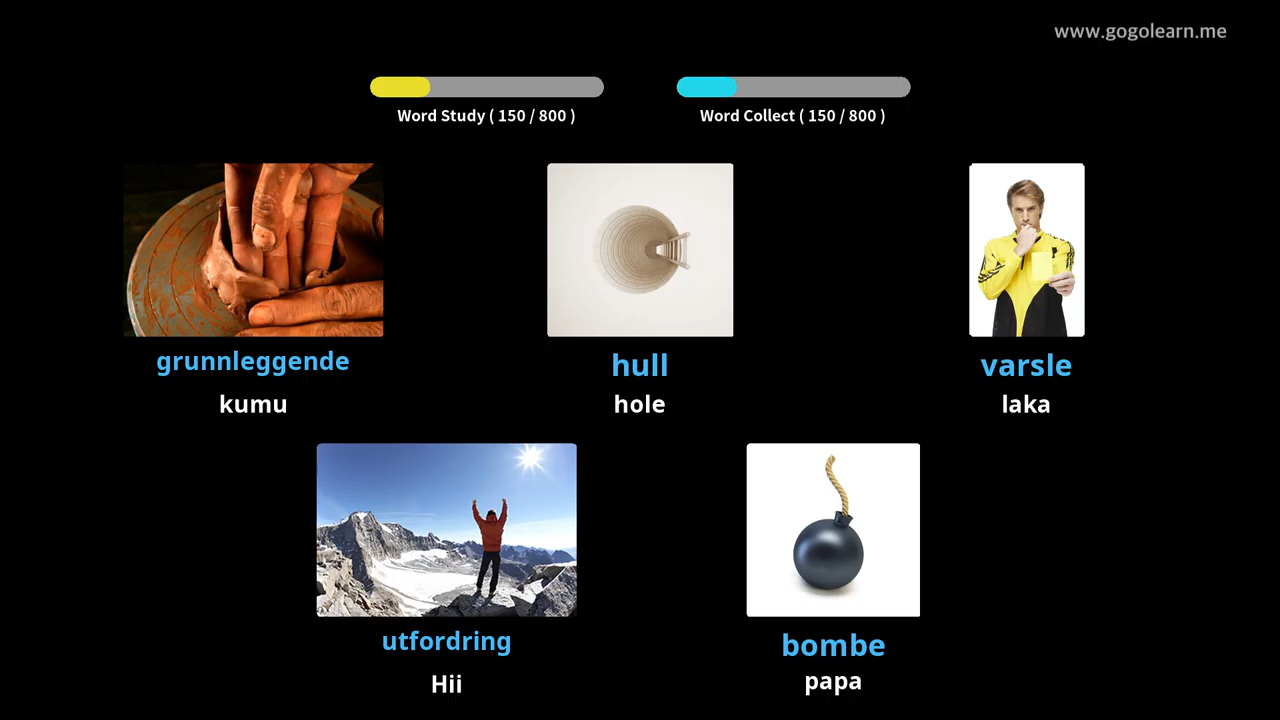 www.gogolearn.me
Word Study ( 150 / 800 )
Word Collect ( 150 / 800 )
grunnleggende
kumu
hull
hole
varsle
laka
utfordring
Hii
bombe
papa